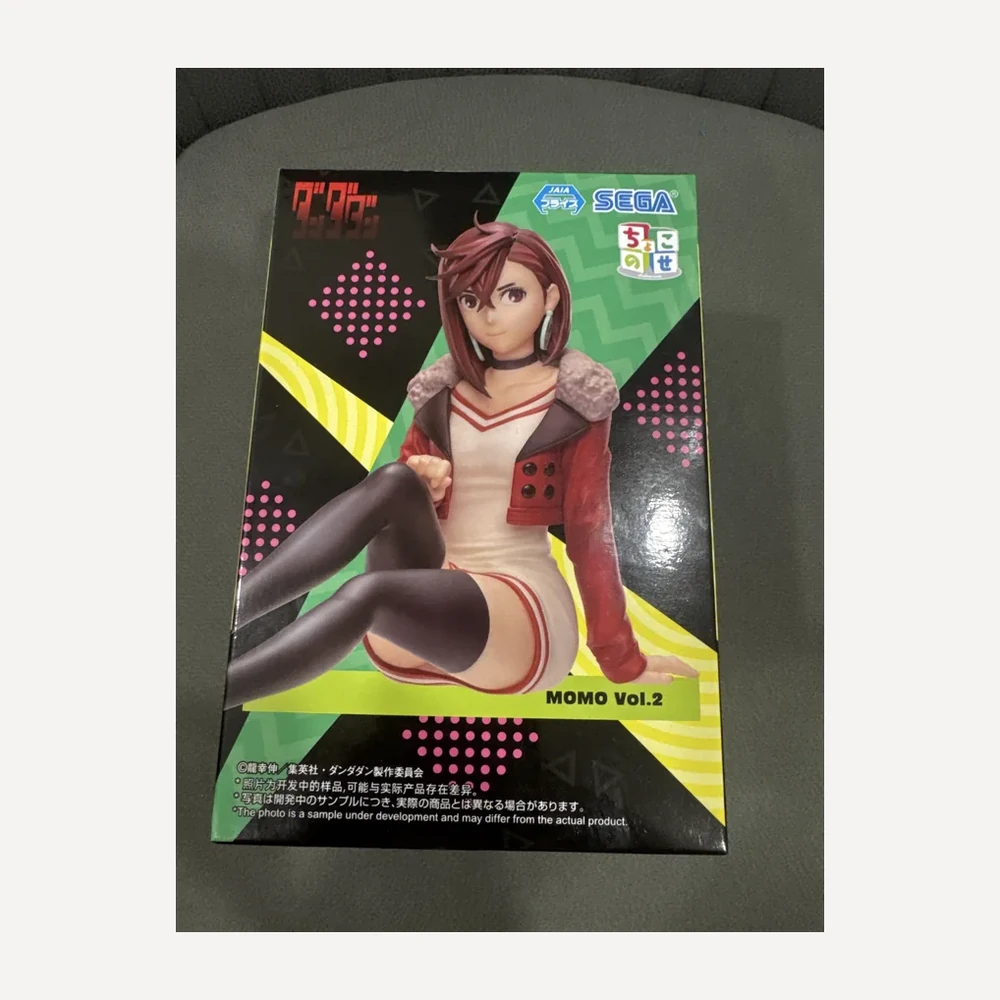 ダンダダン
JAIA
プライズ
SEGA®
ちょこ
のせ
MOMO Vol.2
©龍幸伸/集英社・ダンダダン製作委員会
*照片为开发中的样品,可能与实际产品存在差异。
*写真は開発中のサンプルにつき、実際の商品とは異なる場合があります。
*The photo is a sample under development and may differ from the actual product.